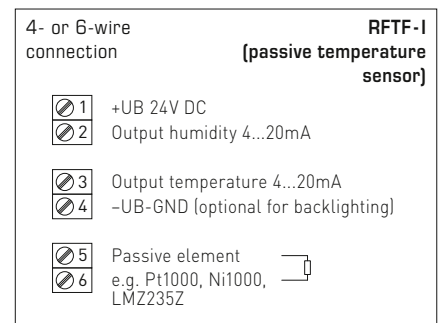 4- or 6-wire
connection
RFTF-I
(passive temperature
sensor)
1 +UB 24V DC
2 Output humidity 4...20mA
3 Output temperature 4...20mA
4 –UB-GND (optional for backlighting)
5 Passive element
6 e.g. Pt1000, Ni1000,
LMZ235Z